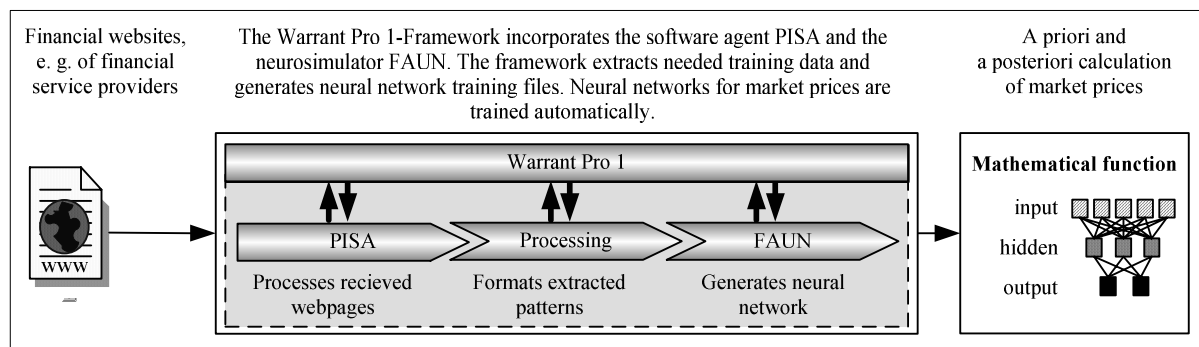 Financial websites,
e. g. of financial
service providers
The Warrant Pro 1-Framework incorporates the software agent PISA and the
neurosimulator FAUN. The framework extracts needed training data and
generates neural network training files. Neural networks for market prices are
trained automatically.
A priori and
a posteriori calculation
of market prices
www
Warrant Pro 1
PISA
Processing
FAUN
Processes recieved
webpages
Formats extracted
patterns
Generates neural
network
Mathematical function
input
hidden
output